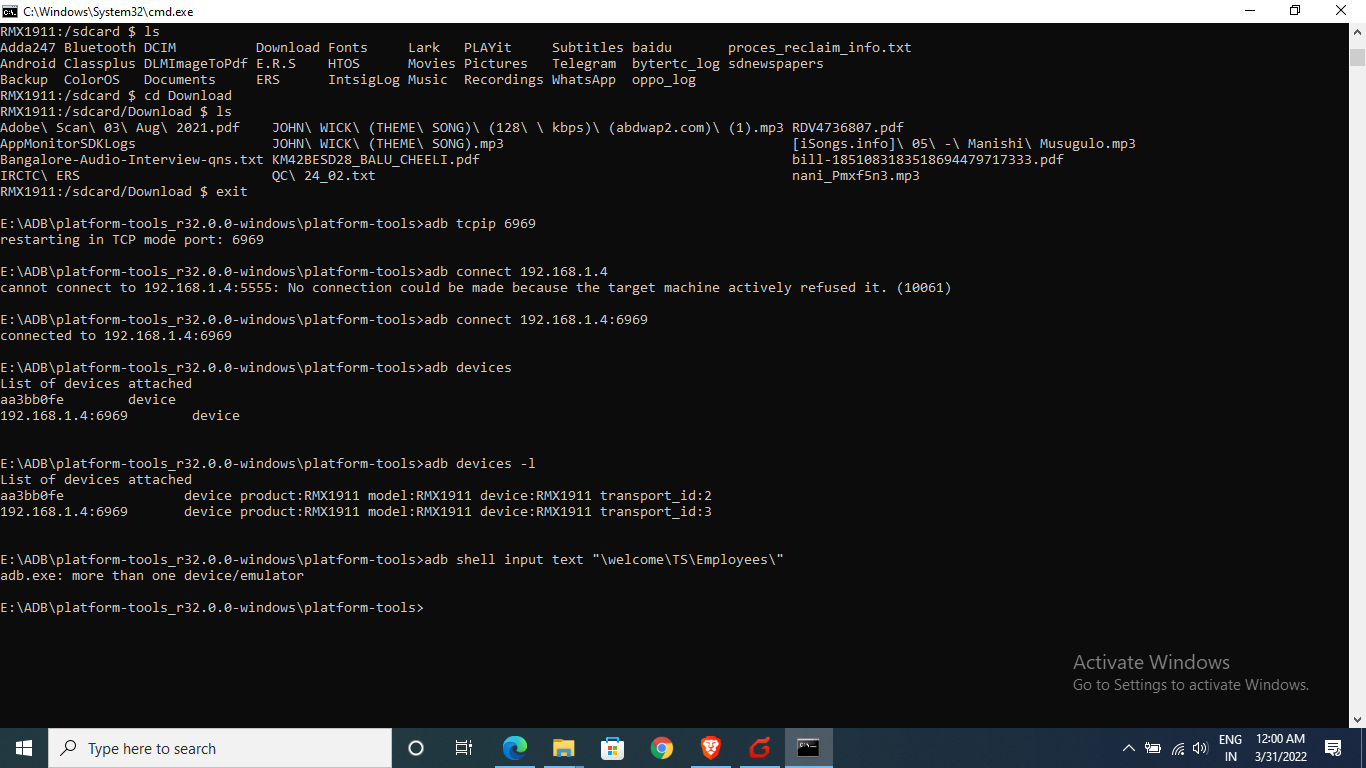 C:\Windows\System32\cmd.exe
RMX1911:/sdcard $ ls
Adda247 Bluetooth DCIM Download Fonts Lark PLAYit Subtitles baidu proces_reclaim_info.txt
Android Classplus DLMImageToPdf E.R.S HTOS Movies Pictures Telegram bytertc_log sdnewspapers
Backup ColorOS Documents ERS IntsigLog Music Recordings WhatsApp oppo_log
RMX1911:/sdcard $ cd Download
RMX1911:/sdcard/Download $ ls
Adobe\ Scan\ 03\ Aug\ 2021.pdf JOHN\ WICK\ (THEME\ SONG)\ (128\ \ kbps)\ (abdwap2.com)\ (1).mp3 RDV4736807.pdf
AppMonitorSDKLogs JOHN\ WICK\ (THEME\ SONG).mp3 [iSongs.info]\ 05\ -\ Manishi\ Musugulo.mp3
Bangalore-Audio-Interview-qns.txt KM42BESD28_BALU_CHEELI.pdf bill-1851083183518694479717333.pdf
IRCTC\ ERS QC\ 24_02.txt nani_Pmxf5n3.mp3
RMX1911:/sdcard/Download $ exit
E:\ADB\platform-tools_r32.0.0-windows\platform-tools>adb tcpip 6969
restarting in TCP mode port: 6969
E:\ADB\platform-tools_r32.0.0-windows\platform-tools>adb connect 192.168.1.4
cannot connect to 192.168.1.4:5555: No connection could be made because the target machine actively refused it. (10061)
E:\ADB\platform-tools_r32.0.0-windows\platform-tools>adb connect 192.168.1.4:6969
connected to 192.168.1.4:6969
E:\ADB\platform-tools_r32.0.0-windows\platform-tools>adb devices
List of devices attached
aa3bb0fe device
192.168.1.4:6969 device
E:\ADB\platform-tools_r32.0.0-windows\platform-tools>adb devices -l
List of devices attached
aa3bb0fe device product:RMX1911 model:RMX1911 device:RMX1911 transport_id:2
192.168.1.4:6969 device product:RMX1911 model:RMX1911 device:RMX1911 transport_id:3
E:\ADB\platform-tools_r32.0.0-windows\platform-tools>adb shell input text "\welcome\TS\Employees\"
adb.exe: more than one device/emulator
E:\ADB\platform-tools_r32.0.0-windows\platform-tools>
Activate Windows
Go to Settings to activate Windows.
Type here to search
ENG
IN
12:00 AM
3/31/2022